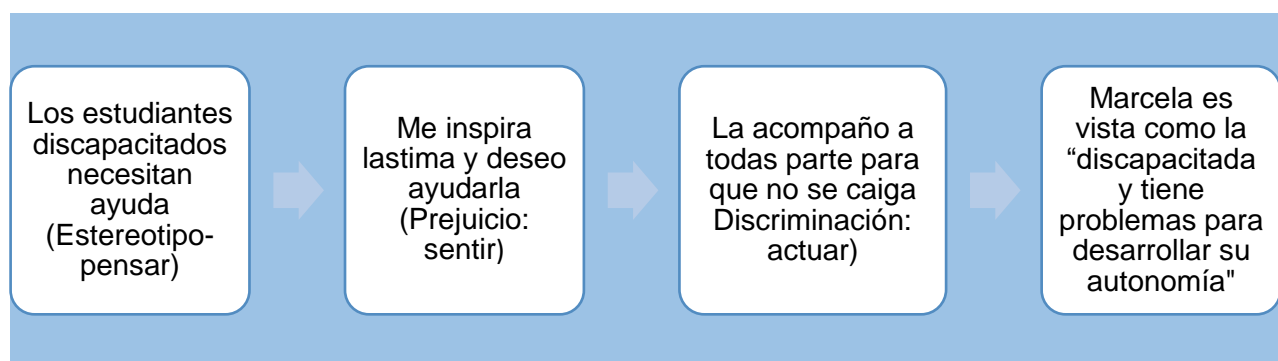 Los estudiantes
discapacitados
necesitan
ayuda
(Estereotipo-
pensar)
Me inspira
lastima y deseo
ayudarla
(Prejuicio:
sentir)
La acompaño a
todas parte para
que no se caiga
Discriminación:
actuar)
Marcela es
vista como la
“discapacitada
y tiene
problemas para
desarrollar su
autonomía"